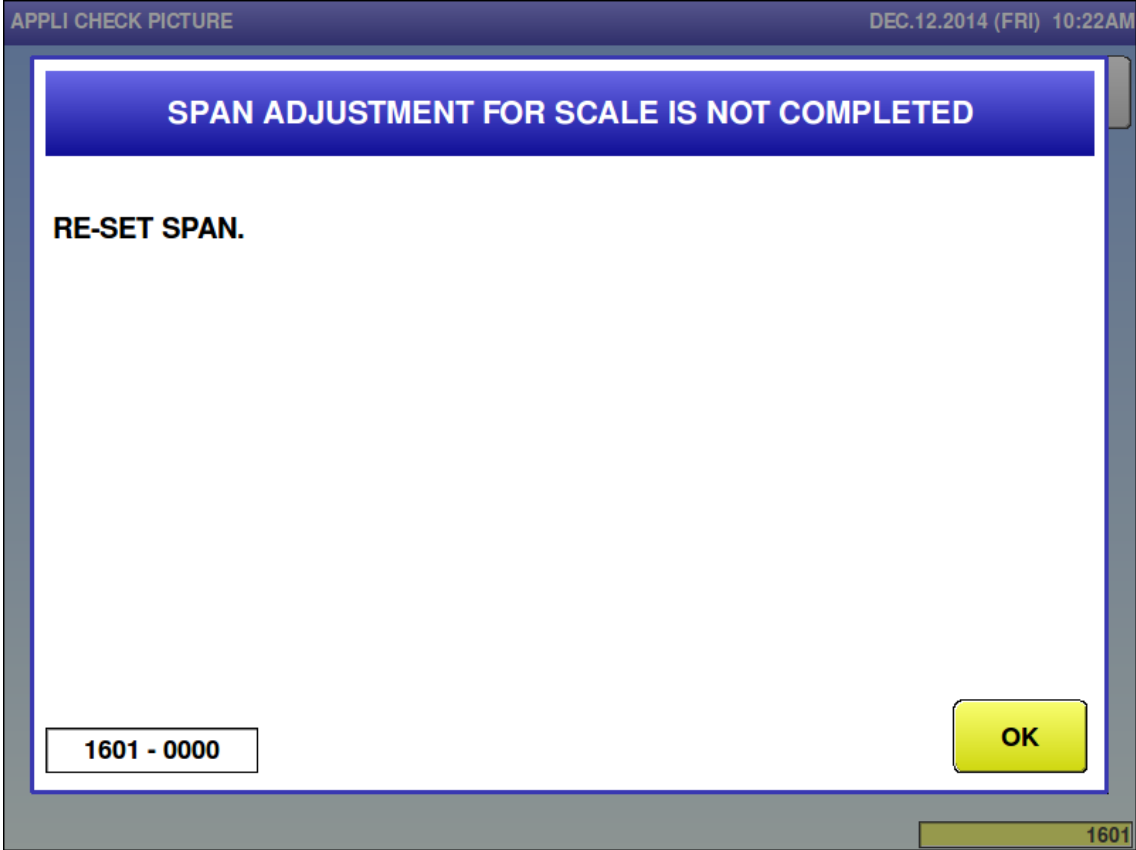 APPLI CHECK PICTURE DEC.12.2014 (FRI) 10:22AM
SPAN ADJUSTMENT FOR SCALE IS NOT COMPLETED
RE-SET SPAN.
1601 - 0000
OK
1601